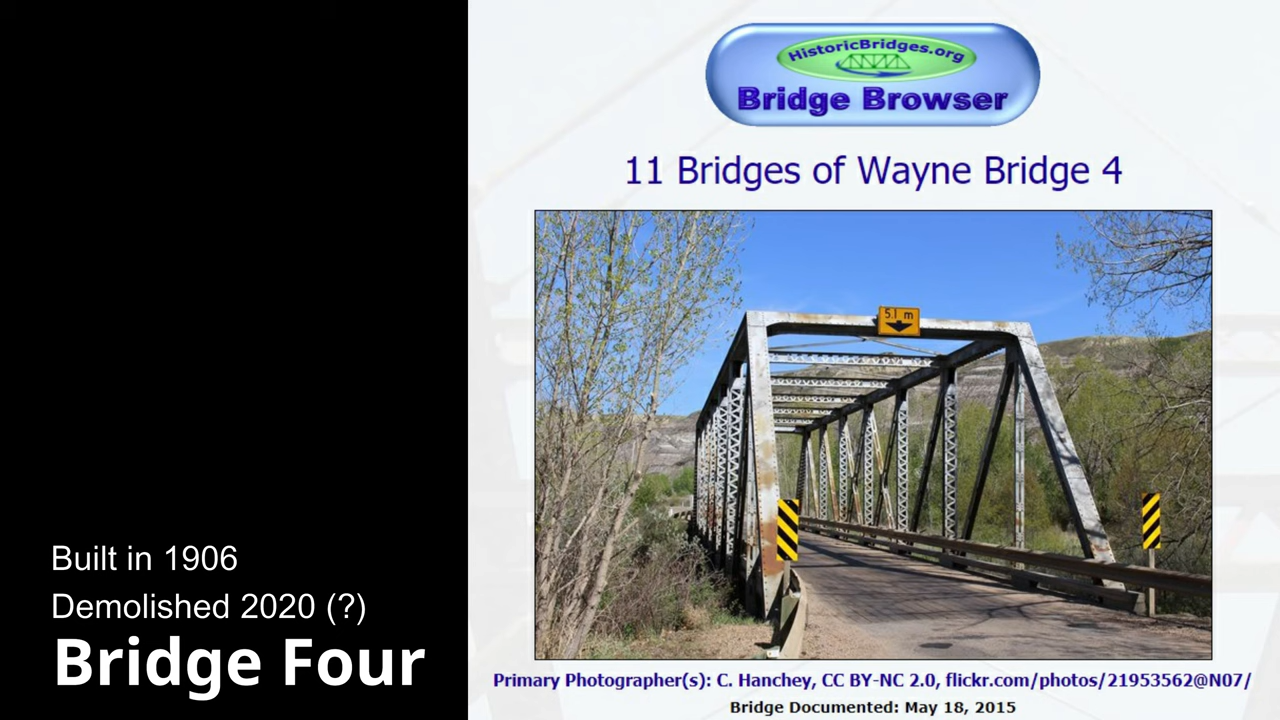 HistoricBridges.org
Bridge Browser
11 Bridges of Wayne Bridge 4
5.1 m
Built in 1906
Demolished 2020 (?)
Bridge Four
Primary Photographer(s): C. Hanchey, CC BY-NC 2.0, flickr.com/photos/21953562@N07/
Bridge Documented: May 18, 2015